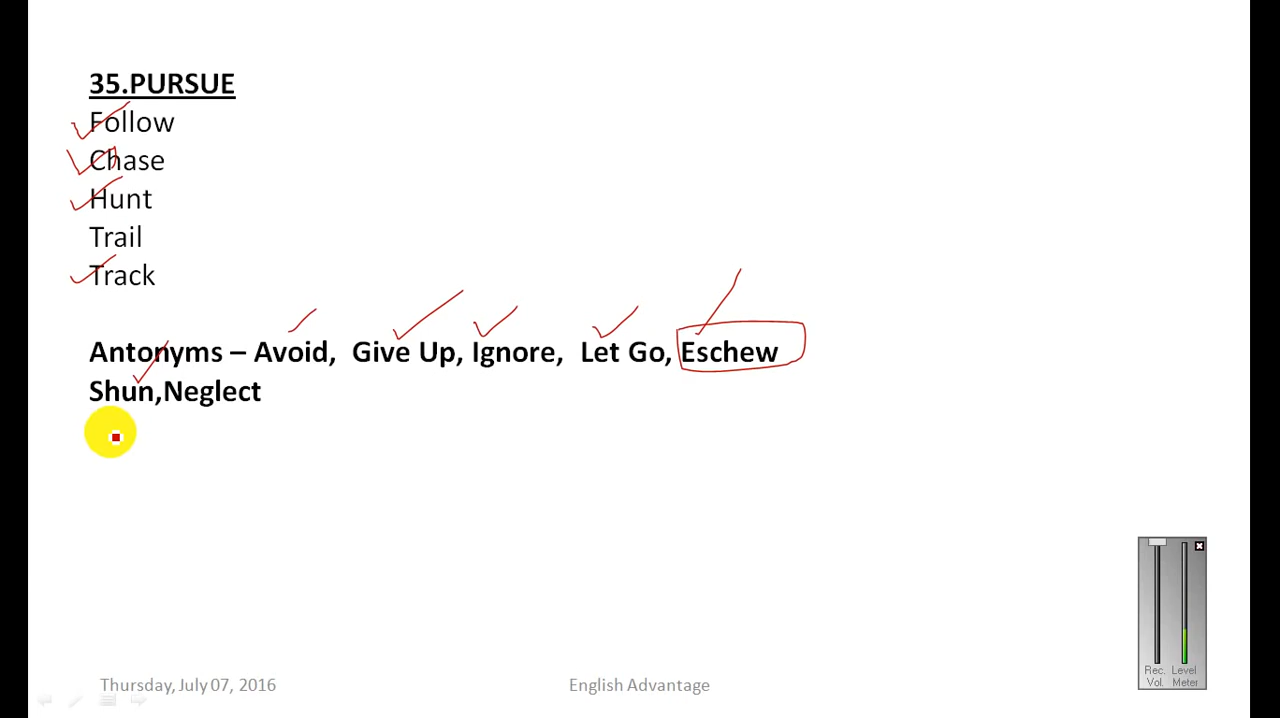 35.PURSUE
Follow
Chase
Hunt
Trail
Track
Antonyms – Avoid, Give Up, Ignore, Let Go, Eschew
Shun,Neglect
Thursday, July 07, 2016
English Advantage
Rec. Level
Vol. Meter